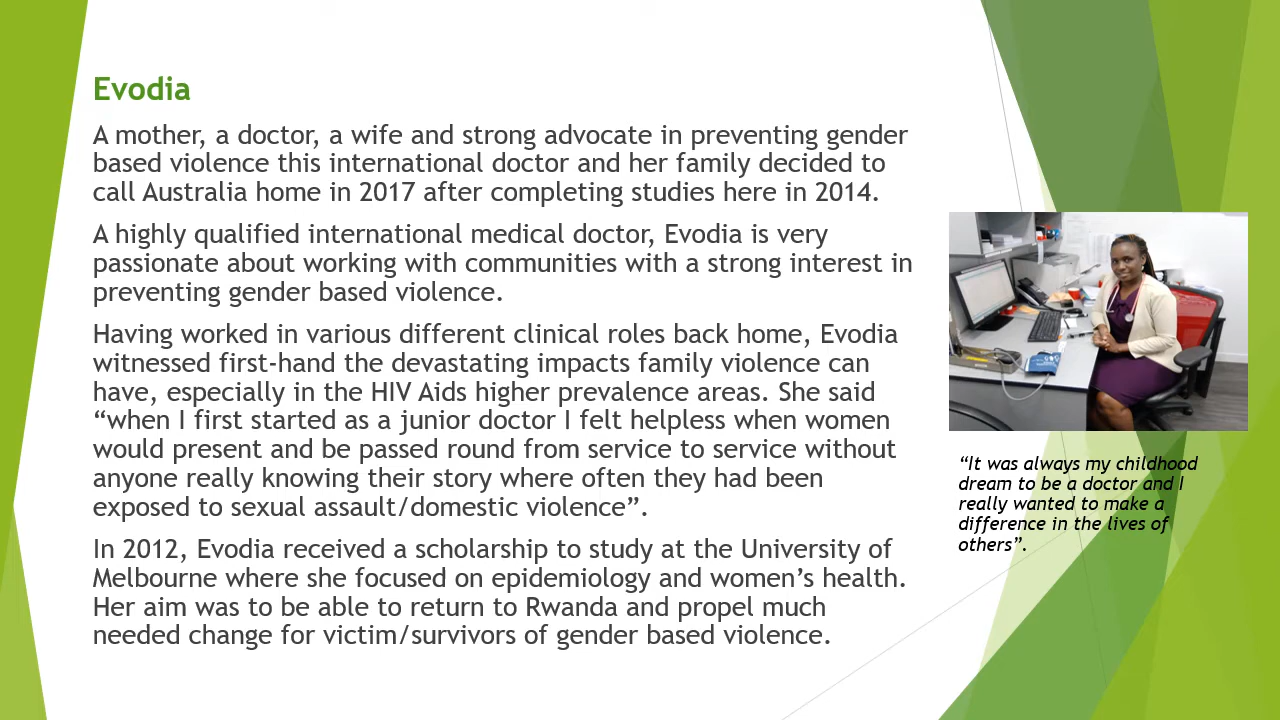 Evodia
A mother, a doctor, a wife and strong advocate in preventing gender
based violence this international doctor and her family decided to
call Australia home in 2017 after completing studies here in 2014.
A highly qualified international medical doctor, Evodia is very
passionate about working with communities with a strong interest in
preventing gender based violence.
Having worked in various different clinical roles back home, Evodia
witnessed first-hand the devastating impacts family violence can
have, especially in the HIV Aids higher prevalence areas. She said
“when I first started as a junior doctor I felt helpless when women
would present and be passed round from service to service without
anyone really knowing their story where often they had been
exposed to sexual assault/domestic violence”.
In 2012, Evodia received a scholarship to study at the University of
Melbourne where she focused on epidemiology and women’s health.
Her aim was to be able to return to Rwanda and propel much
needed change for victim/survivors of gender based violence.
“It was always my childhood
dream to be a doctor and I
really wanted to make a
difference in the lives of
others”.